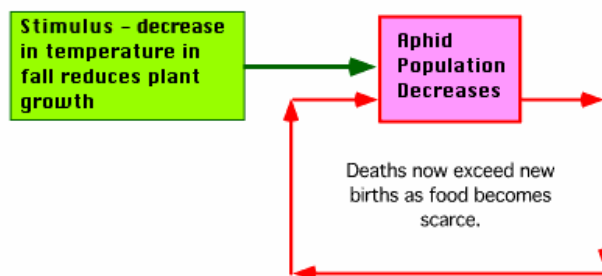 Stimulus – decrease
in temperature in
fall reduces plant
growth
Aphid
Population
Decreases
Deaths now exceed new
births as food becomes
scarce.